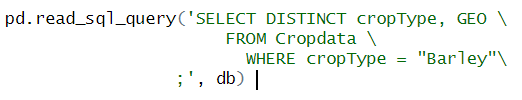 pd.read_sql_query('SELECT DISTINCT cropType, GEO \
FROM Cropdata \
WHERE cropType = "Barley"\
;', db)